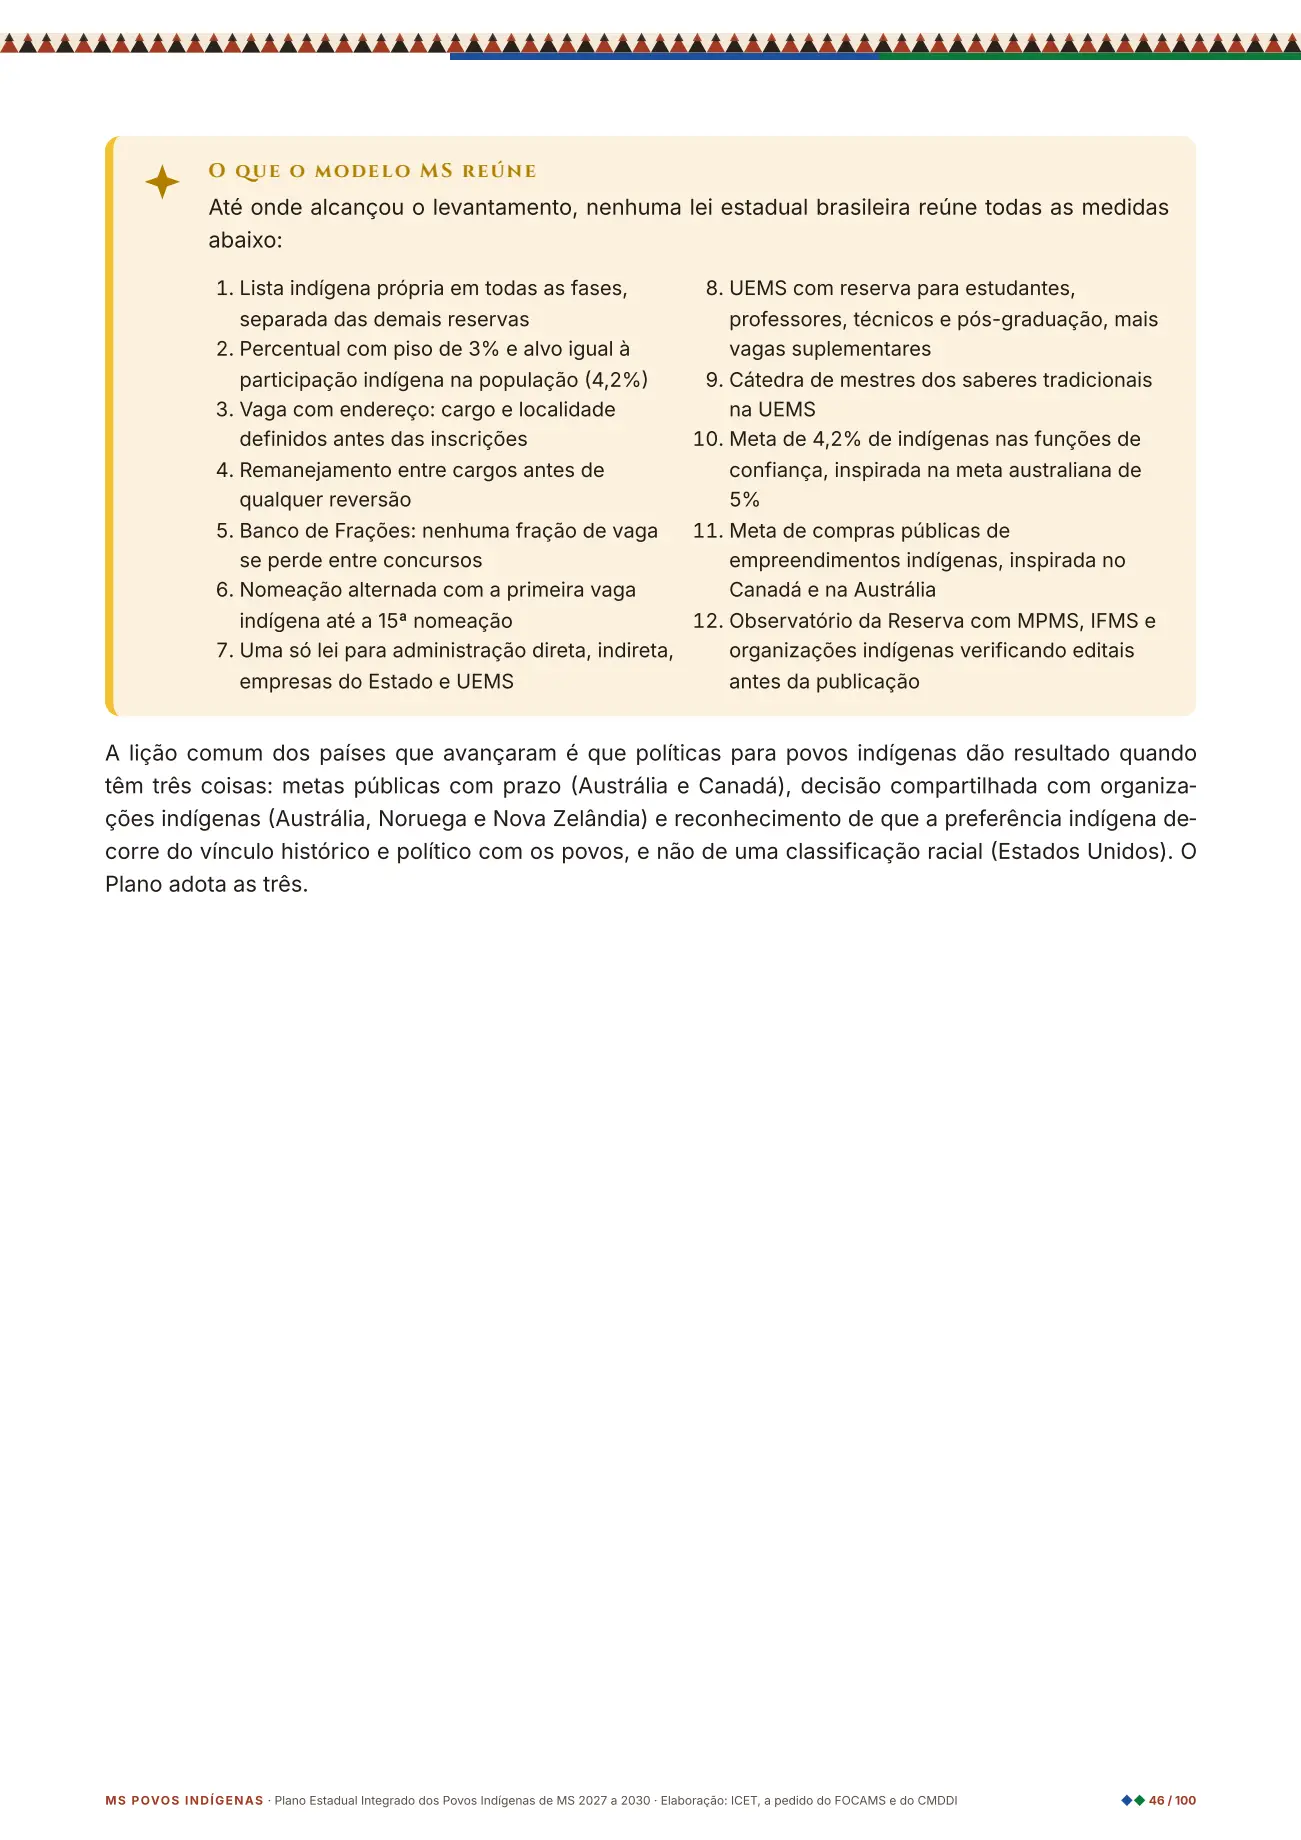 O QUE O MODELO MS REÚNE
Até onde alcançou o levantamento, nenhuma lei estadual brasileira reúne todas as medidas
abaixo:
1. Lista indígena própria em todas as fases,
separada das demais reservas
2. Percentual com piso de 3% e alvo igual à
participação indígena na população (4,2%)
3. Vaga com endereço: cargo e localidade
definidos antes das inscrições
4. Remanejamento entre cargos antes de
qualquer reversão
5. Banco de Frações: nenhuma fração de vaga
se perde entre concursos
6. Nomeação alternada com a primeira vaga
indígena até a 15ª nomeação
7. Uma só lei para administração direta, indireta,
empresas do Estado e UEMS
8. UEMS com reserva para estudantes,
professores, técnicos e pós-graduação, mais
vagas suplementares
9. Cátedra de mestres dos saberes tradicionais
na UEMS
10. Meta de 4,2% de indígenas nas funções de
confiança, inspirada na meta australiana de
5%
11. Meta de compras públicas de
empreendimentos indígenas, inspirada no
Canadá e na Austrália
12. Observatório da Reserva com MPMS, IFMS e
organizações indígenas verificando editais
antes da publicação
A lição comum dos países que avançaram é que políticas para povos indígenas dão resultado quando
têm três coisas: metas públicas com prazo (Austrália e Canadá), decisão compartilhada com organiza-
ções indígenas (Austrália, Noruega e Nova Zelândia) e reconhecimento de que a preferência indígena de-
corre do vínculo histórico e político com os povos, e não de uma classificação racial (Estados Unidos). O
Plano adota as três.
MS POVOS INDÍGENAS · Plano Estadual Integrado dos Povos Indígenas de MS 2027 a 2030 · Elaboração: ICET, a pedido do FOCAMS e do CMDDI
46 / 100